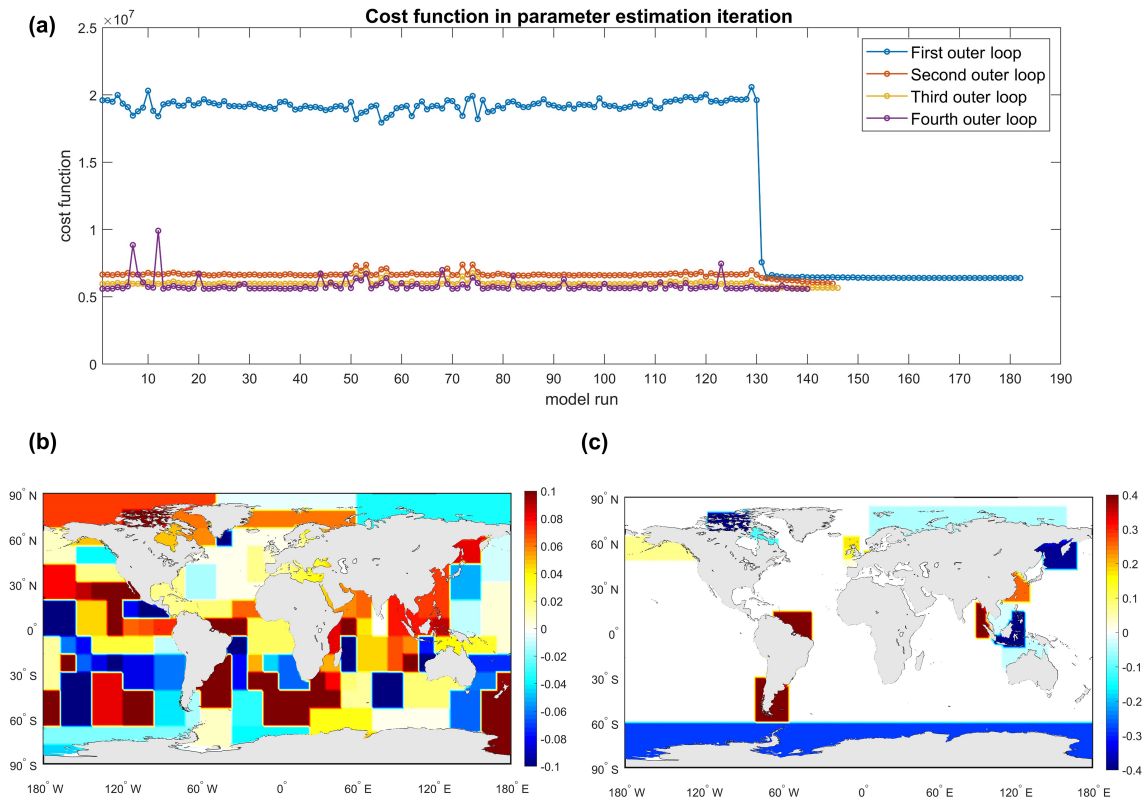 Cost function in parameter estimation iteration
(a)
×10⁷
2.5
2
1.5
1
0.5
0
cost function
10 20 30 40 50 60 70 80 90 100 110 120 130 140 150 160 170 180 190
model run
First outer loop
Second outer loop
Third outer loop
Fourth outer loop
(b)
90° N
60° N
30° N
0°
30° S
60° S
90° S
180° W 120° W 60° W 0° 60° E 120° E 180° E
0.1
0.08
0.06
0.04
0.02
0
-0.02
-0.04
-0.06
-0.08
-0.1
(c)
90° N
60° N
30° N
0°
30° S
60° S
90° S
180° W 120° W 60° W 0° 60° E 120° E 180° E
0.4
0.3
0.2
0.1
0
-0.1
-0.2
-0.3
-0.4